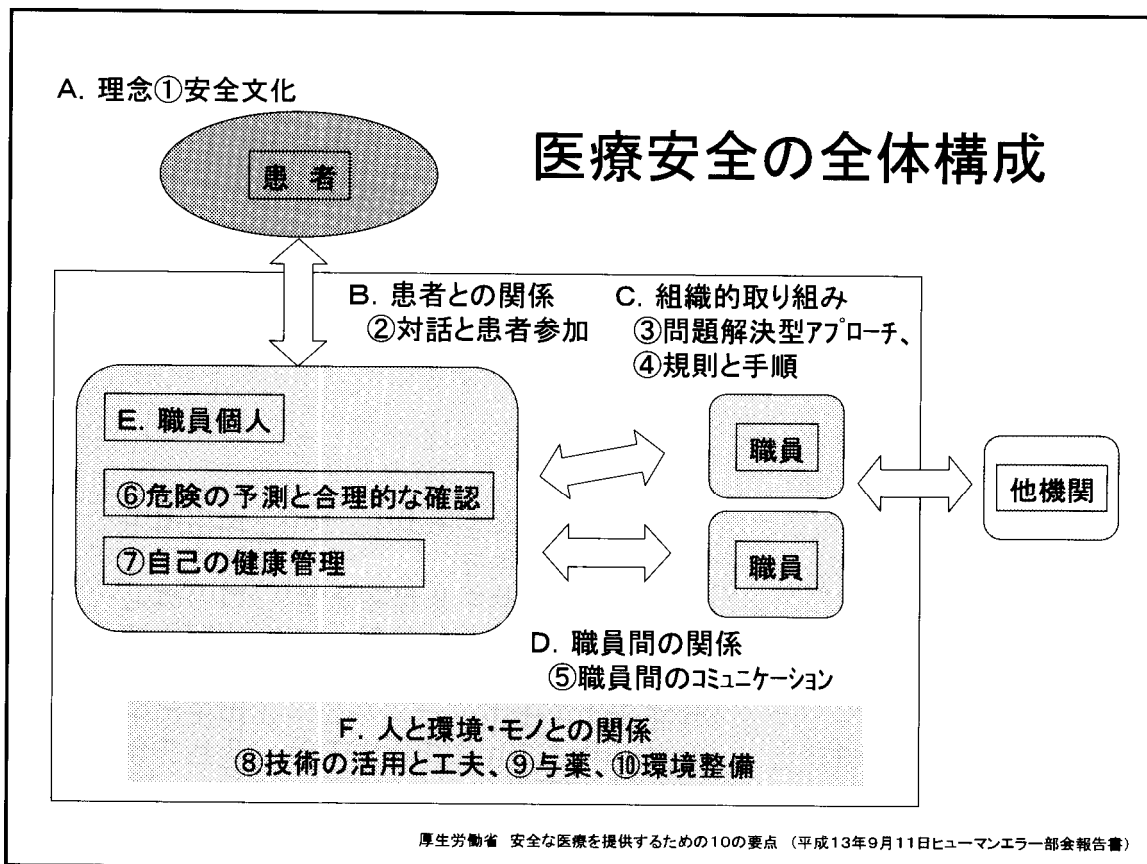 A. 理念①安全文化
医療安全の全体構成
患 者
B. 患者との関係
②対話と患者参加
C. 組織的取り組み
③問題解決型アプローチ、
④規則と手順
E. 職員個人
⑥危険の予測と合理的な確認
⑦自己の健康管理
職員
職員
他機関
D. 職員間の関係
⑤職員間のコミュニケーション
F. 人と環境・モノとの関係
⑧技術の活用と工夫、⑨与薬、⑩環境整備
厚生労働省 安全な医療を提供するための10の要点 (平成13年9月11日ヒューマンエラー部会報告書)